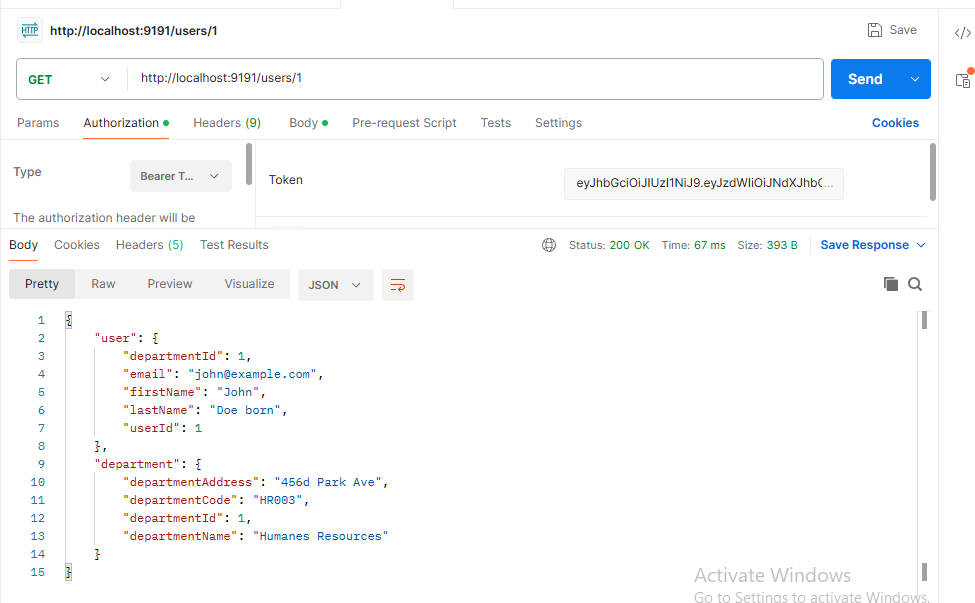 HTTP http://localhost:9191/users/1 Save
GET http://localhost:9191/users/1 Send
Params Authorization Headers (9) Body Pre-request Script Tests Settings Cookies
Type Bearer T... Token eyJhbGciOiJIUzI1NiJ9.eyJzdWIiOiJNdXJhbC...
The authorization header will be
Body Cookies Headers (5) Test Results Status: 200 OK Time: 67 ms Size: 393 B Save Response
Pretty Raw Preview Visualize JSON
1 {
2 "user": {
3 "departmentId": 1,
4 "email": "john@example.com",
5 "firstName": "John",
6 "lastName": "Doe born",
7 "userId": 1
8 },
9 "department": {
10 "departmentAddress": "456d Park Ave",
11 "departmentCode": "HR003",
12 "departmentId": 1,
13 "departmentName": "Humanes Resources"
14 }
15 }
Activate Windows
Go to Settings to activate Windows.